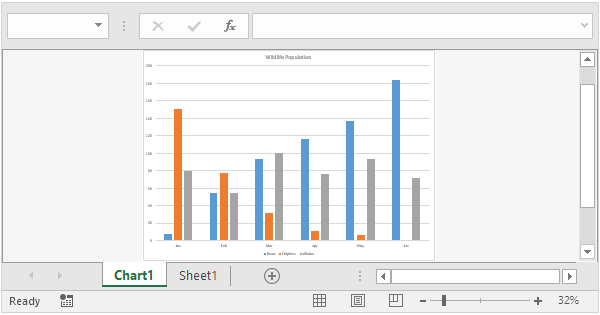 fx
Wildlife Population
200
180
160
140
120
100
80
60
40
20
0
Jan Feb Mar Apr May Jun
Bears Dolphins Whales
Chart1 Sheet1
Ready 32%